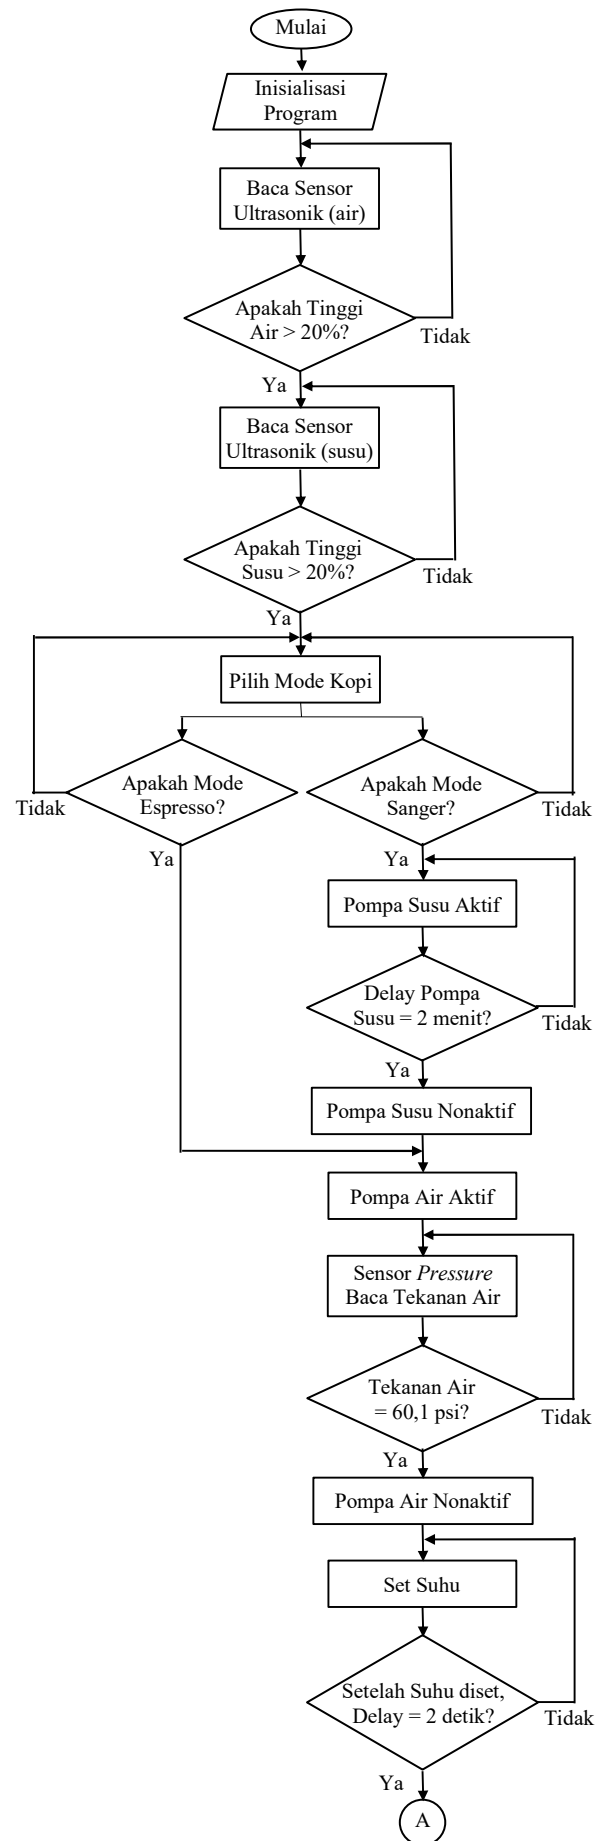 Mulai
Inisialisasi
Program
Baca Sensor
Ultrasonik (air)
Apakah Tinggi
Air > 20%?
Tidak
Ya
Baca Sensor
Ultrasonik (susu)
Apakah Tinggi
Susu > 20%?
Tidak
Ya
Pilih Mode Kopi
Apakah Mode
Espresso?
Tidak
Ya
Apakah Mode
Sanger?
Tidak
Ya
Pompa Susu Aktif
Delay Pompa
Susu = 2 menit?
Tidak
Ya
Pompa Susu Nonaktif
Pompa Air Aktif
Sensor Pressure
Baca Tekanan Air
Tekanan Air
= 60,1 psi?
Tidak
Ya
Pompa Air Nonaktif
Set Suhu
Setelah Suhu diset,
Delay = 2 detik?
Tidak
Ya
A